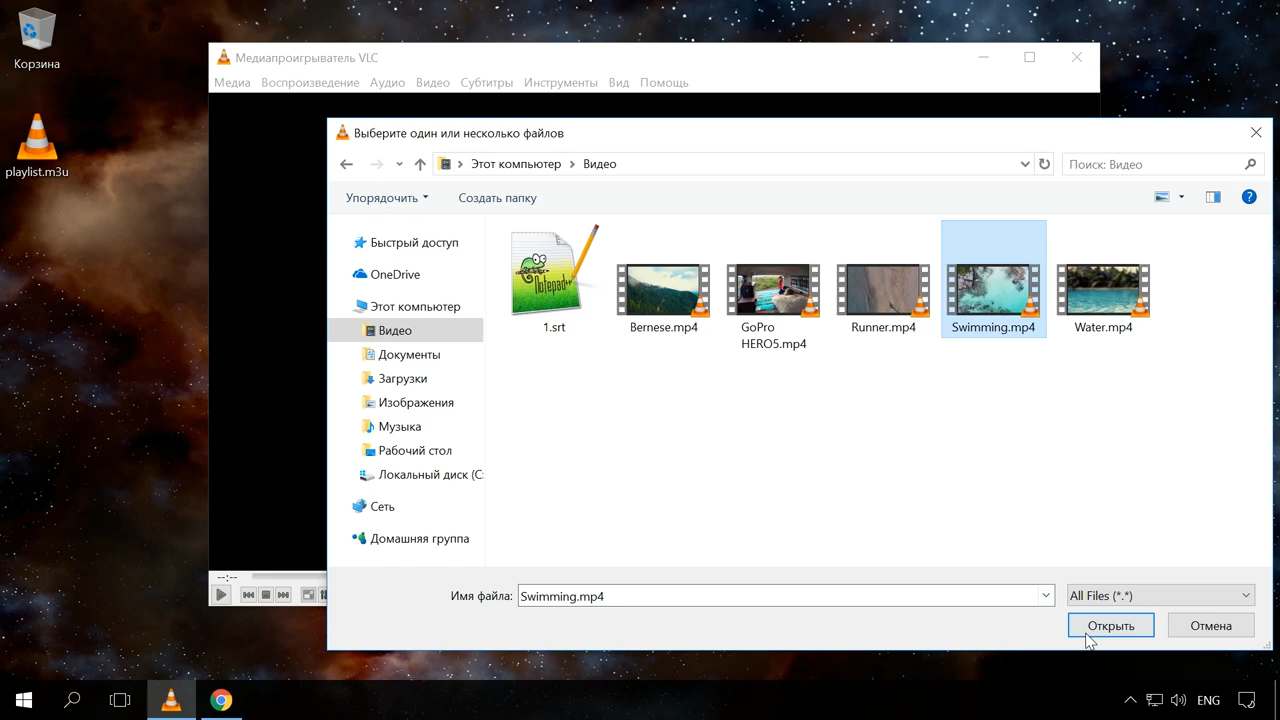 Корзина
playlist.m3u
Медиапроигрыватель VLC
Медиа Воспроизведение Аудио Видео Субтитры Инструменты Вид Помощь
Выберите один или несколько файлов
Этот компьютер Видео
Поиск: Видео
Упорядочить Создать папку
Быстрый доступ
OneDrive
Этот компьютер
Видео
Документы
Загрузки
Изображения
Музыка
Рабочий стол
Локальный диск (C:
Сеть
Домашняя группа
Notepad++
1.srt
Bernese.mp4
GoPro
HERO5.mp4
Runner.mp4
Swimming.mp4
Water.mp4
--:--
Имя файла: Swimming.mp4
All Files (*.*)
Открыть
Отмена
ENG